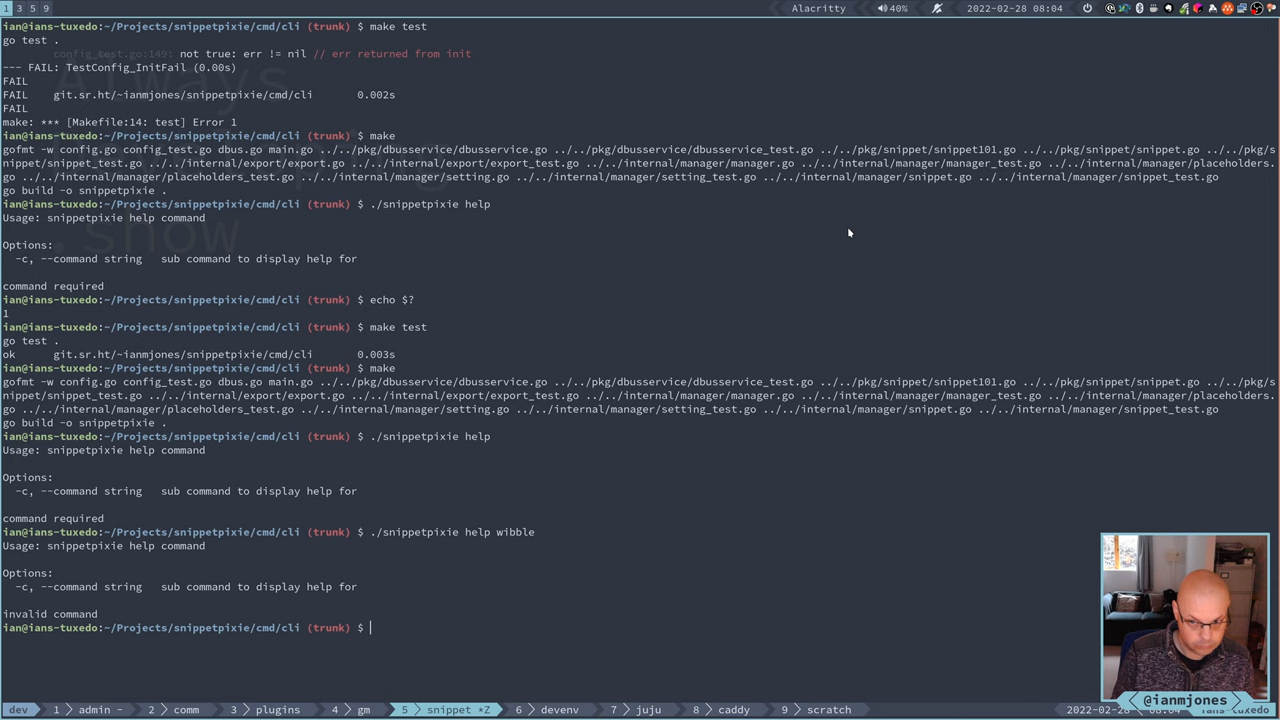 1 3 5 9 Alacritty 40% 2022-02-28 08:04
ian@ians-tuxedo:~/Projects/snippetpixie/cmd/cli (trunk) $ make test
go test .
config_test.go:149: not true: err != nil // err returned from init
--- FAIL: TestConfig_InitFail (0.00s)
FAIL
FAIL git.sr.ht/~ianmjones/snippetpixie/cmd/cli 0.002s
FAIL
make: *** [Makefile:14: test] Error 1
ian@ians-tuxedo:~/Projects/snippetpixie/cmd/cli (trunk) $ make
gofmt -w config.go config_test.go dbus.go main.go ../../pkg/dbusservice/dbusservice.go ../../pkg/dbusservice/dbusservice_test.go ../../pkg/snippet/snippet101.go ../../pkg/snippet/snippet.go ../../pkg/s
nippet/snippet_test.go ../../internal/export/export.go ../../internal/export/export_test.go ../../internal/manager/manager.go ../../internal/manager/manager_test.go ../../internal/manager/placeholders.
go ../../internal/manager/placeholders_test.go ../../internal/manager/setting.go ../../internal/manager/setting_test.go ../../internal/manager/snippet.go ../../internal/manager/snippet_test.go
go build -o snippetpixie .
ian@ians-tuxedo:~/Projects/snippetpixie/cmd/cli (trunk) $ ./snippetpixie help
Usage: snippetpixie help command
.show
Options:
-c, --command string sub command to display help for
command required
ian@ians-tuxedo:~/Projects/snippetpixie/cmd/cli (trunk) $ echo $?
1
ian@ians-tuxedo:~/Projects/snippetpixie/cmd/cli (trunk) $ make test
go test .
ok git.sr.ht/~ianmjones/snippetpixie/cmd/cli 0.003s
ian@ians-tuxedo:~/Projects/snippetpixie/cmd/cli (trunk) $ make
gofmt -w config.go config_test.go dbus.go main.go ../../pkg/dbusservice/dbusservice.go ../../pkg/dbusservice/dbusservice_test.go ../../pkg/snippet/snippet101.go ../../pkg/snippet/snippet.go ../../pkg/s
nippet/snippet_test.go ../../internal/export/export.go ../../internal/export/export_test.go ../../internal/manager/manager.go ../../internal/manager/manager_test.go ../../internal/manager/placeholders.
go ../../internal/manager/placeholders_test.go ../../internal/manager/setting.go ../../internal/manager/setting_test.go ../../internal/manager/snippet.go ../../internal/manager/snippet_test.go
go build -o snippetpixie .
ian@ians-tuxedo:~/Projects/snippetpixie/cmd/cli (trunk) $ ./snippetpixie help
Usage: snippetpixie help command
Options:
-c, --command string sub command to display help for
command required
ian@ians-tuxedo:~/Projects/snippetpixie/cmd/cli (trunk) $ ./snippetpixie help wibble
Usage: snippetpixie help command
Options:
-c, --command string sub command to display help for
invalid command
ian@ians-tuxedo:~/Projects/snippetpixie/cmd/cli (trunk) $
@ianmjones
dev 1 admin - 2 comm 3 plugins 4 gm 5 snippet *Z 6 devenv 7 juju 8 caddy 9 scratch 2022-02-28